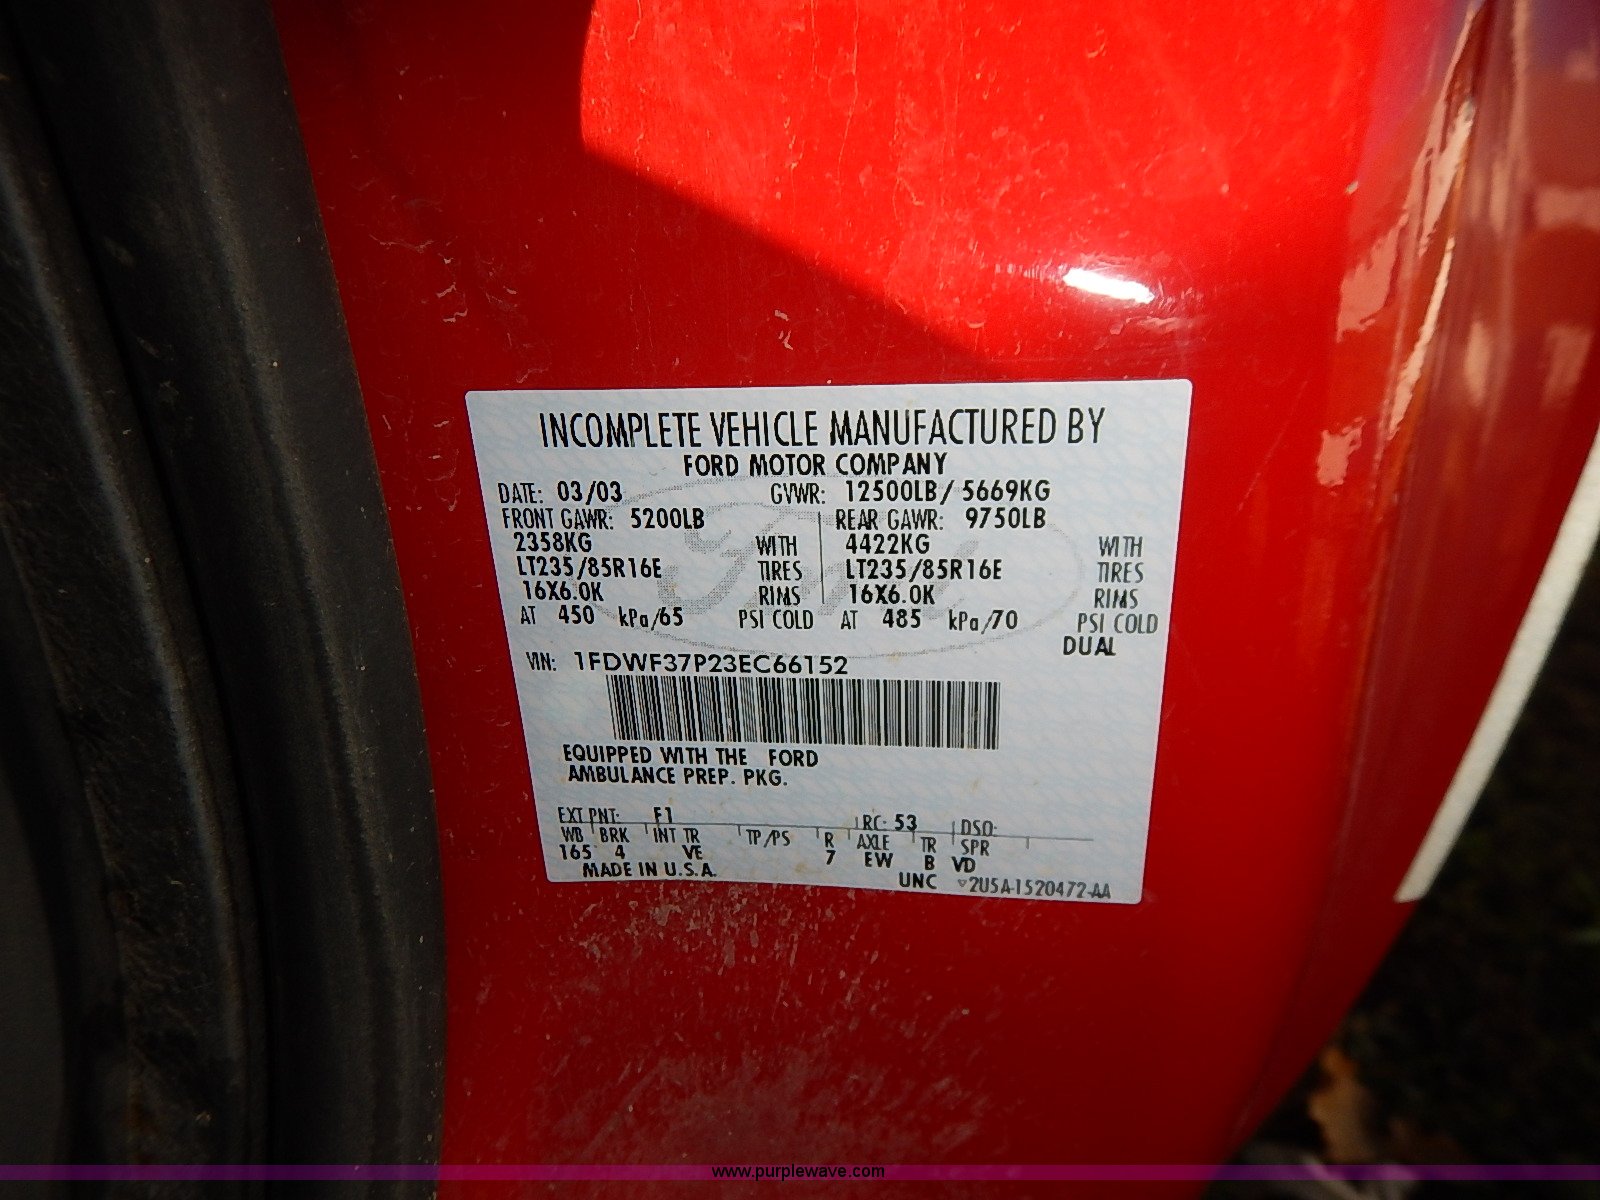 INCOMPLETE VEHICLE MANUFACTURED BY
FORD MOTOR COMPANY
DATE: 03/03 GVWR: 12500LB/ 5669KG
FRONT GAWR: 5200LB REAR GAWR: 9750LB
2358KG WITH 4422KG WITH
LT235/85R16E TIRES LT235/85R16E TIRES
16X6.0K RIMS 16X6.0K RIMS
AT 450 kPa/65 PSI COLD AT 485 kPa/70 PSI COLD
DUAL
VIN: 1FDWF37P23EC66152
EQUIPPED WITH THE FORD
AMBULANCE PREP. PKG.
EXT PNT: F1 RC: 53 DSO:
WB BRK INT TR TP/PS R AXLE TR SPR
165 4 VE 7 EW B VD
MADE IN U.S.A. UNC 2U5A-1520472-AA
www.purplewave.com